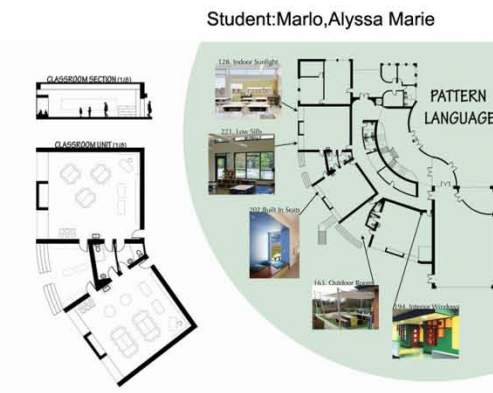 Student:Marlo,Alyssa Marie
CLASSROOM SECTION (1/8)
CLASSROOM UNIT (1/8)
128. Indoor Sunlight
221. Low Sills
202. Built In Seats
163. Outdoor Room
194. Interior Windows
PATTERN
LANGUAGE